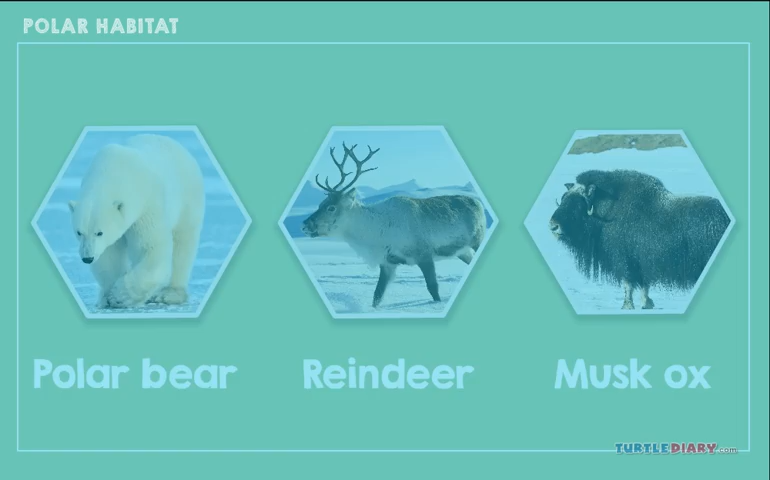 POLAR HABITAT
Polar bear
Reindeer
Musk ox
TURTLEDIARY.com